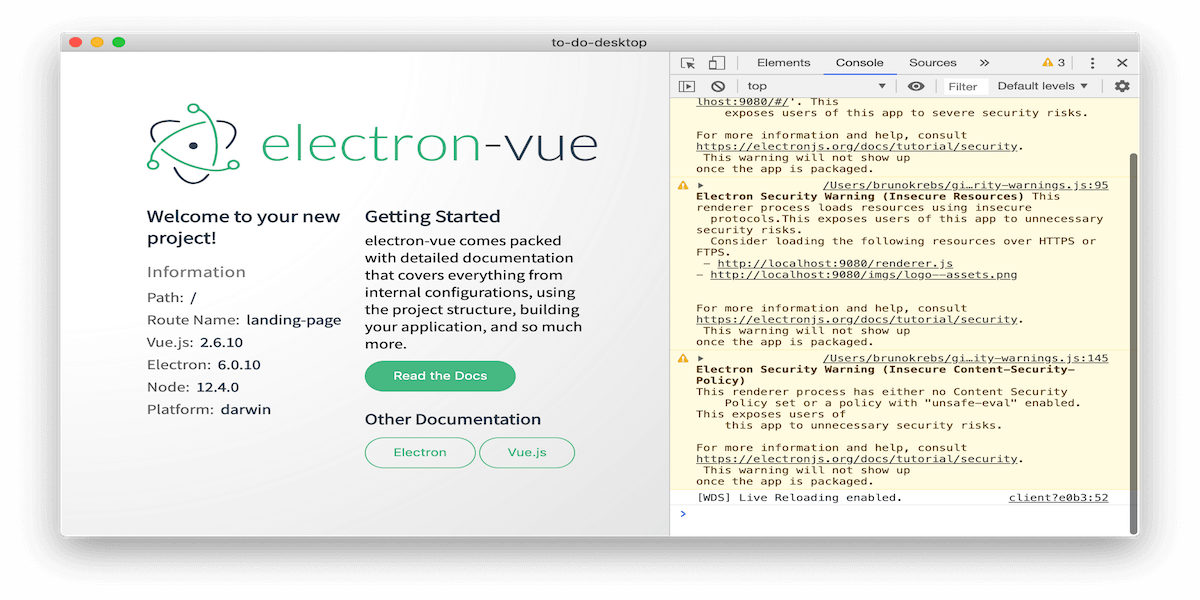 to-do-desktop
electron-vue
Welcome to your new
project!
Information
Path: /
Route Name: landing-page
Vue.js: 2.6.10
Electron: 6.0.10
Node: 12.4.0
Platform: darwin
Getting Started
electron-vue comes packed
with detailed documentation
that covers everything from
internal configurations, using
the project structure, building
your application, and so much
more.
Read the Docs
Other Documentation
Electron
Vue.js
Elements Console Sources » 3
top Filter Default levels
lhost:9080/#/'. This
exposes users of this app to severe security risks.
For more information and help, consult
https://electronjs.org/docs/tutorial/security.
This warning will not show up
once the app is packaged.
/Users/brunokrebs/gi…rity-warnings.js:95
Electron Security Warning (Insecure Resources) This
renderer process loads resources using insecure
protocols.This exposes users of this app to unnecessary
security risks.
Consider loading the following resources over HTTPS or
FTPS.
- http://localhost:9080/renderer.js
- http://localhost:9080/imgs/logo--assets.png
For more information and help, consult
https://electronjs.org/docs/tutorial/security.
This warning will not show up
once the app is packaged.
/Users/brunokrebs/gi…ity-warnings.js:145
Electron Security Warning (Insecure Content-Security-
Policy)
This renderer process has either no Content Security
Policy set or a policy with "unsafe-eval" enabled.
This exposes users of
this app to unnecessary security risks.
For more information and help, consult
https://electronjs.org/docs/tutorial/security.
This warning will not show up
once the app is packaged.
[WDS] Live Reloading enabled. client?e0b3:52
>